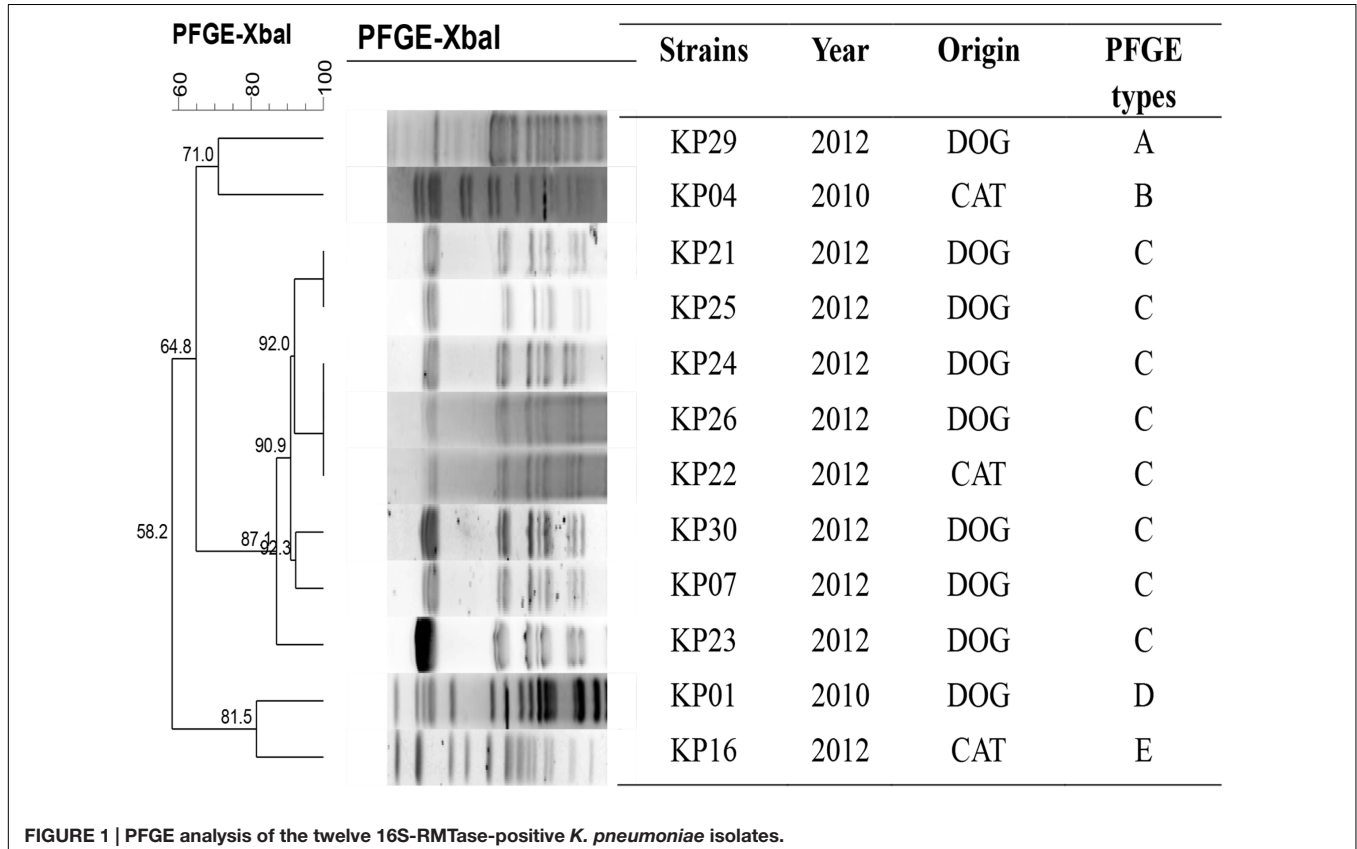 PFGE-XbaI PFGE-XbaI Strains Year Origin PFGE types
60 80 100
KP29 2012 DOG A
71.0
KP04 2010 CAT B
KP21 2012 DOG C
KP25 2012 DOG C
92.0
64.8
KP24 2012 DOG C
KP26 2012 DOG C
90.9
KP22 2012 CAT C
58.2
87.1
92.3
KP30 2012 DOG C
KP07 2012 DOG C
KP23 2012 DOG C
KP01 2010 DOG D
81.5
KP16 2012 CAT E
FIGURE 1 | PFGE analysis of the twelve 16S-RMTase-positive K. pneumoniae isolates.